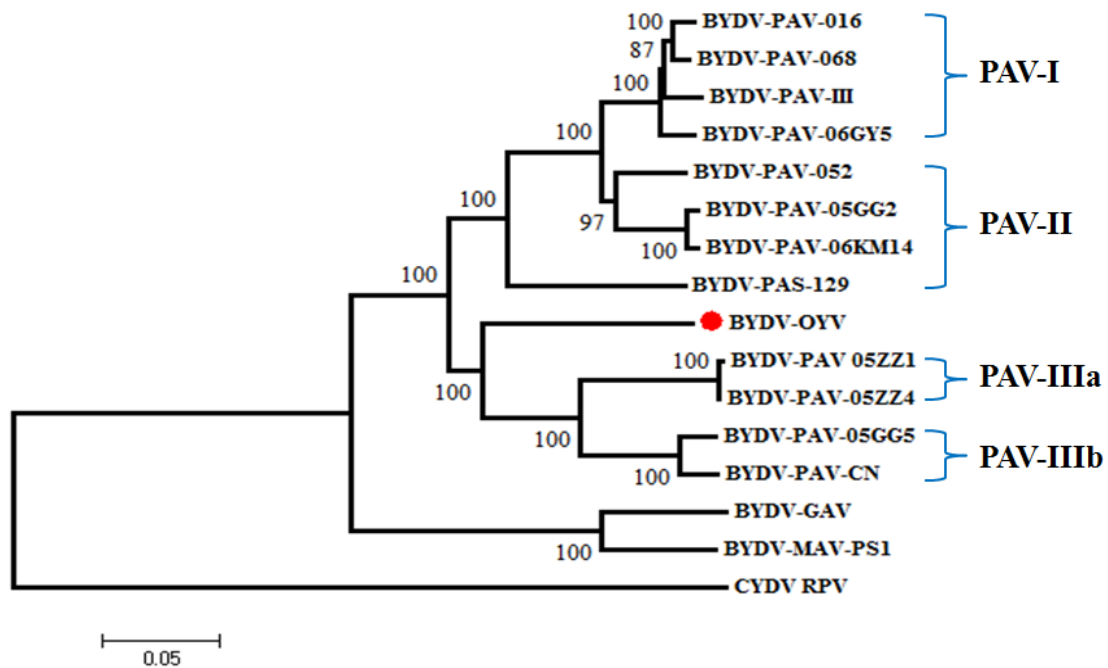 100
BYDV-PAV-016
87
BYDV-PAV-068
PAV-I
100
BYDV-PAV-III
100
BYDV-PAV-06GY5
BYDV-PAV-052
100
BYDV-PAV-05GG2
97
PAV-II
100
BYDV-PAV-06KM14
100
BYDV-PAS-129
BYDV-OYV
100
BYDV-PAV 05ZZ1
PAV-IIIa
100
BYDV-PAV-05ZZ4
100
BYDV-PAV-05GG5
PAV-IIIb
100
BYDV-PAV-CN
BYDV-GAV
100
BYDV-MAV-PS1
CYDV RPV
0.05